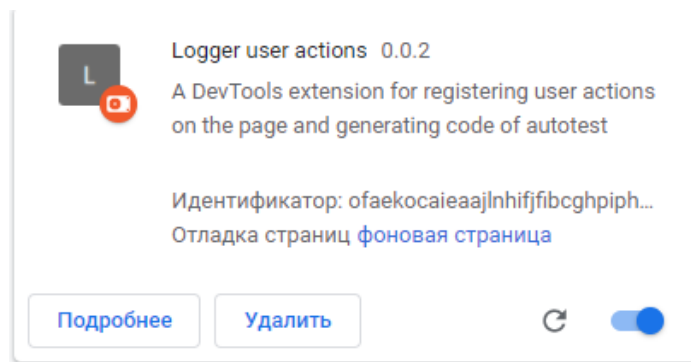 L
Logger user actions 0.0.2
A DevTools extension for registering user actions
on the page and generating code of autotest
Идентификатор: ofaekocaieaajlnhifjfibcghpiph...
Отладка страниц фоновая страница
Подробнее Удалить